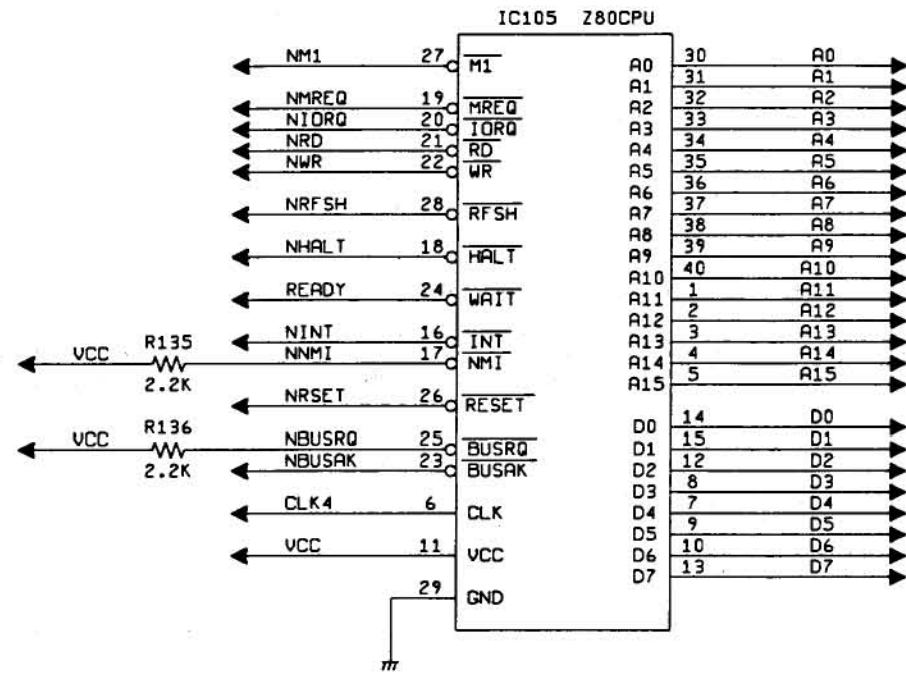 IC105 Z80CPU
NM1 27 M1 A0 30 A0
A1 31 A1
NMREQ 19 MREQ A2 32 A2
NIORQ 20 IORQ A3 33 A3
NRD 21 RD A4 34 A4
NWR 22 WR A5 35 A5
A6 36 A6
NRFSH 28 RFSH A7 37 A7
A8 38 A8
NHALT 18 HALT A9 39 A9
A10 40 A10
READY 24 WAIT A11 1 A11
A12 2 A12
NINT 16 INT A13 3 A13
VCC R135 2.2K NNMI 17 NMI A14 4 A14
A15 5 A15
NRSET 26 RESET
D0 14 D0
VCC R136 2.2K NBUSRQ 25 BUSRQ D1 15 D1
NBUSAK 23 BUSAK D2 12 D2
D3 8 D3
CLK4 6 CLK D4 7 D4
D5 9 D5
VCC 11 VCC D6 10 D6
D7 13 D7
29 GND